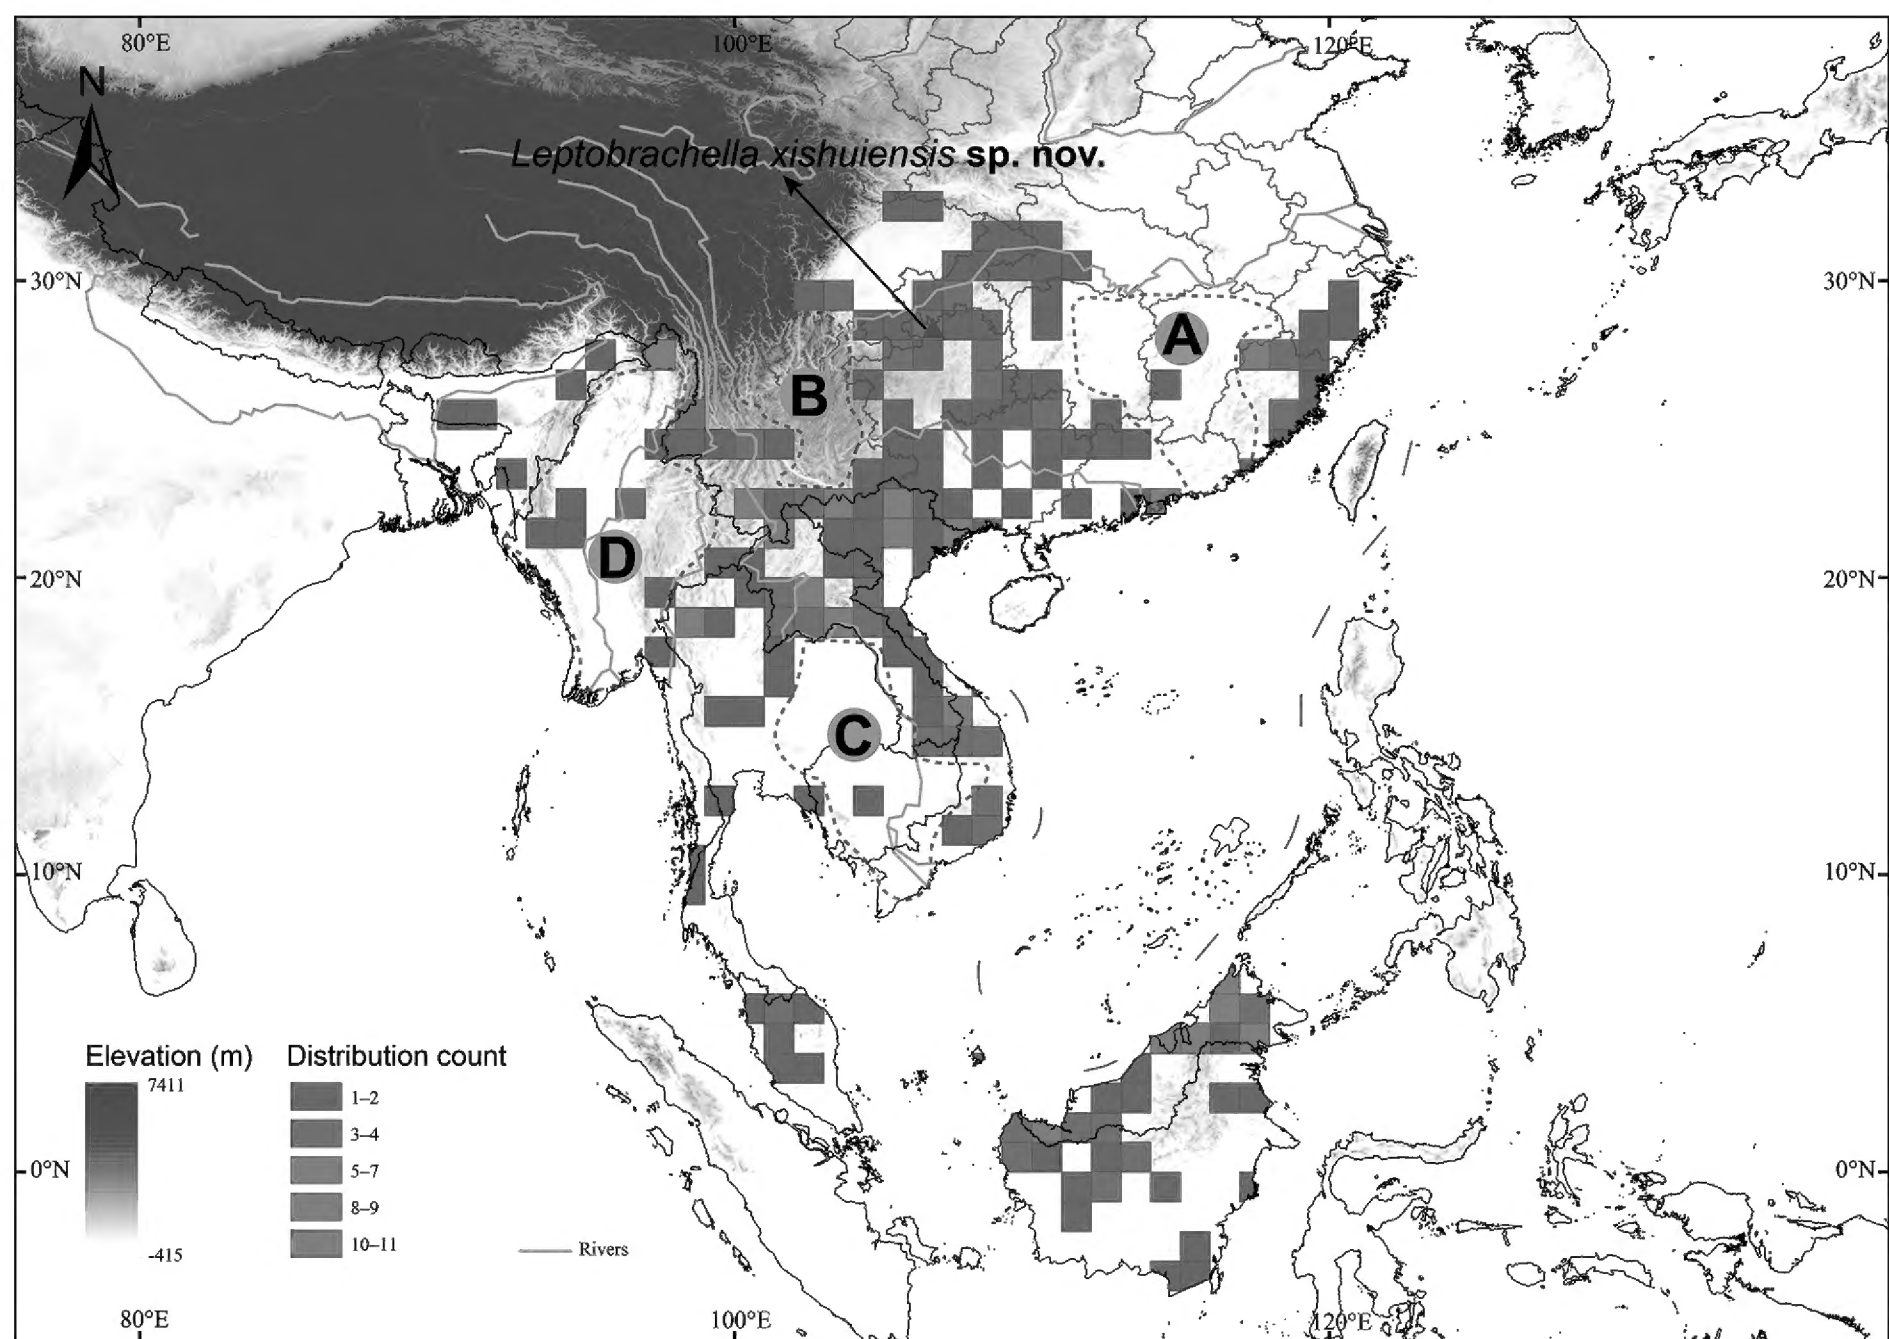 80°E 100°E 120°E
N
Leptobrachella xishuiensis sp. nov.
30°N 30°N
A
B
20°N D 20°N
C
10°N 10°N
Elevation (m) Distribution count
7411 1–2
3–4
5–7
0°N 0°N
8–9
-415 10–11 Rivers
80°E 100°E 120°E